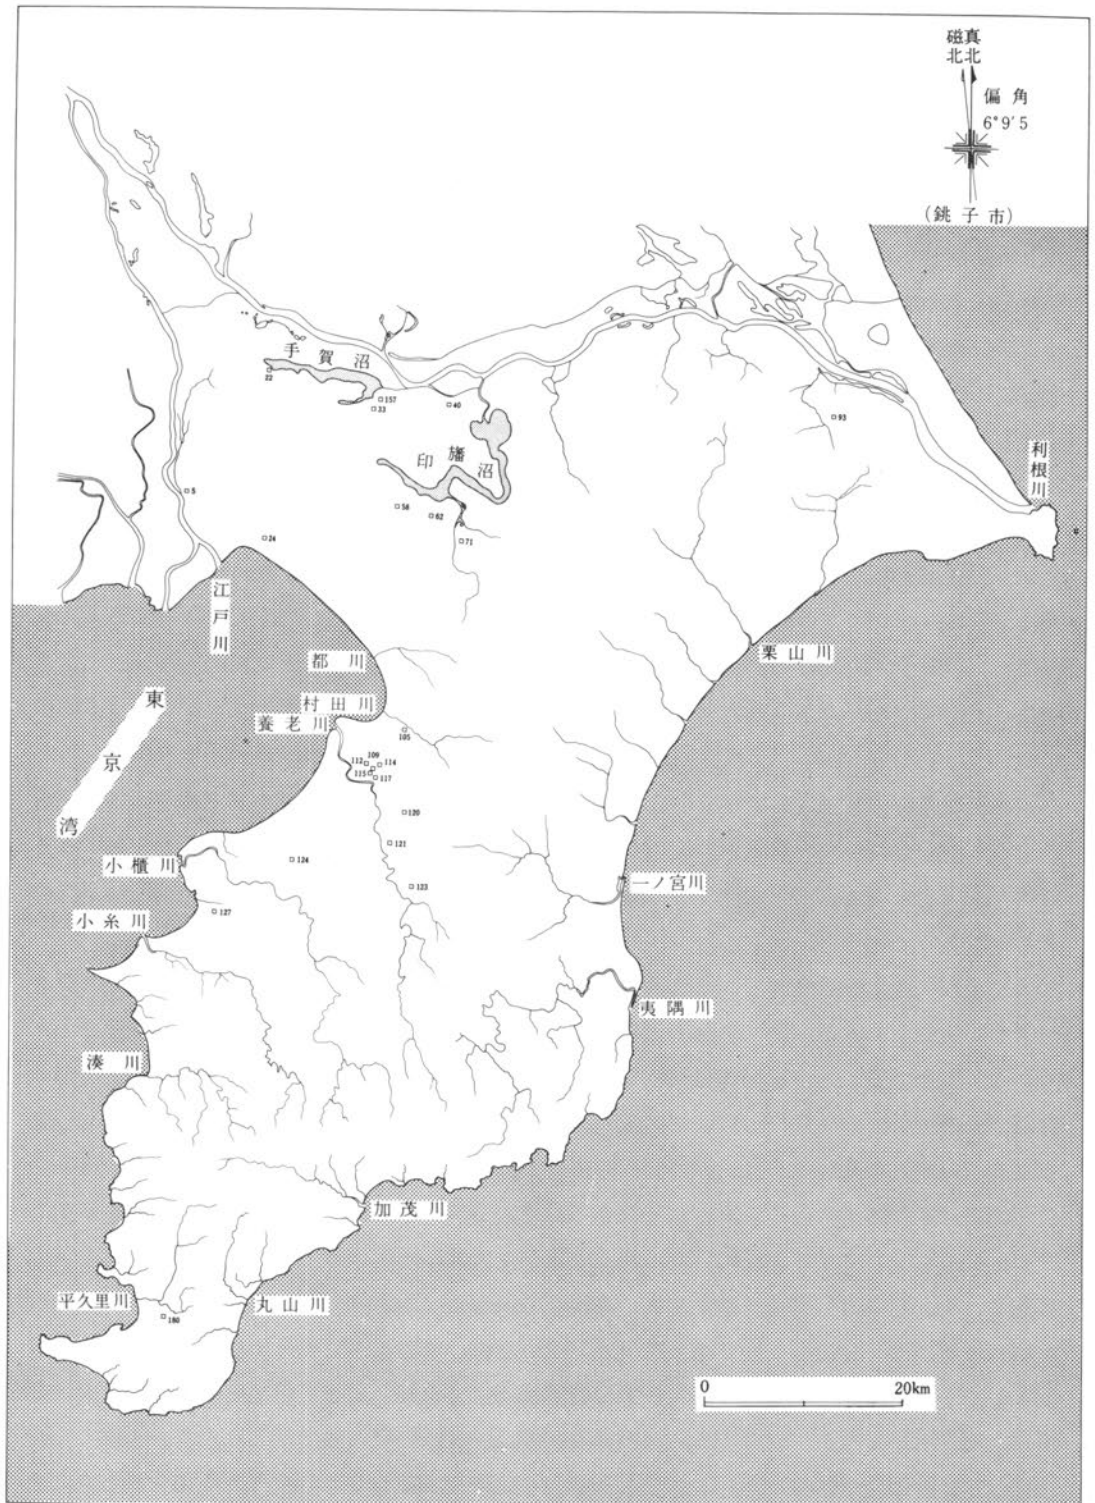 磁真
北北
偏角
6°9′5
(銚子市)
手賀沼
22
157
33
40
93
印旛沼
利根川
5
58
62
24
71
江戸川
都川
栗山川
村田川
養老川
105
東京湾
109
112
114
115
117
120
121
小櫃川
124
123
一ノ宮川
小糸川
127
夷隅川
湊川
加茂川
平久里川
丸山川
180
0
20km